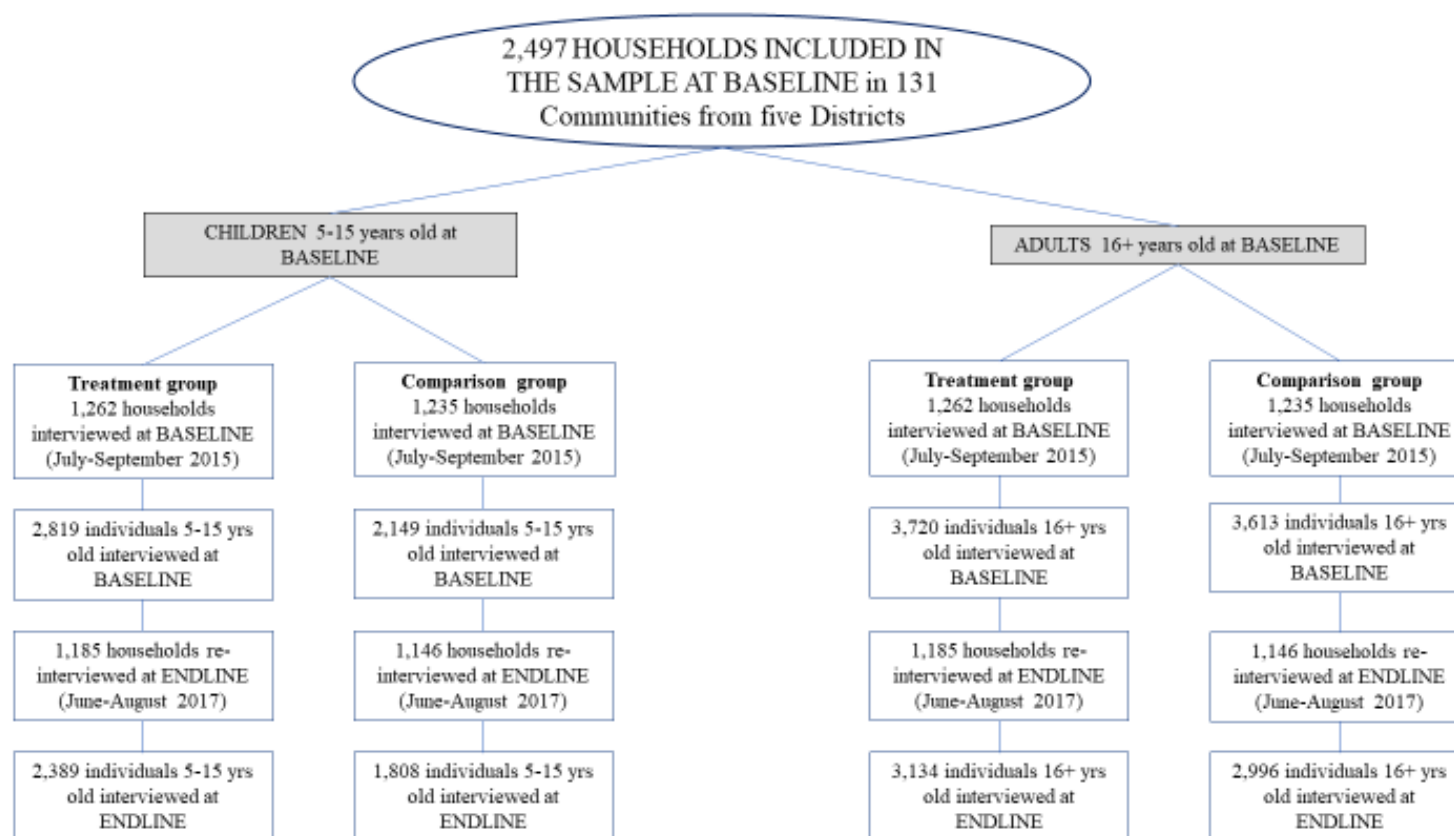 2,497 HOUSEHOLDS INCLUDED IN
THE SAMPLE AT BASELINE in 131
Communities from five Districts
CHILDREN 5-15 years old at
BASELINE
ADULTS 16+ years old at BASELINE
Treatment group
1,262 households
interviewed at BASELINE
(July-September 2015)
Comparison group
1,235 households
interviewed at BASELINE
(July-September 2015)
Treatment group
1,262 households
interviewed at BASELINE
(July-September 2015)
Comparison group
1,235 households
interviewed at BASELINE
(July-September 2015)
2,819 individuals 5-15 yrs
old interviewed at
BASELINE
2,149 individuals 5-15 yrs
old interviewed at
BASELINE
3,720 individuals 16+ yrs
old interviewed at
BASELINE
3,613 individuals 16+ yrs
old interviewed at
BASELINE
1,185 households re-
interviewed at ENDLINE
(June-August 2017)
1,146 households re-
interviewed at ENDLINE
(June-August 2017)
1,185 households re-
interviewed at ENDLINE
(June-August 2017)
1,146 households re-
interviewed at ENDLINE
(June-August 2017)
2,389 individuals 5-15 yrs
old interviewed at
ENDLINE
1,808 individuals 5-15 yrs
old interviewed at
ENDLINE
3,134 individuals 16+ yrs
old interviewed at
ENDLINE
2,996 individuals 16+ yrs
old interviewed at
ENDLINE